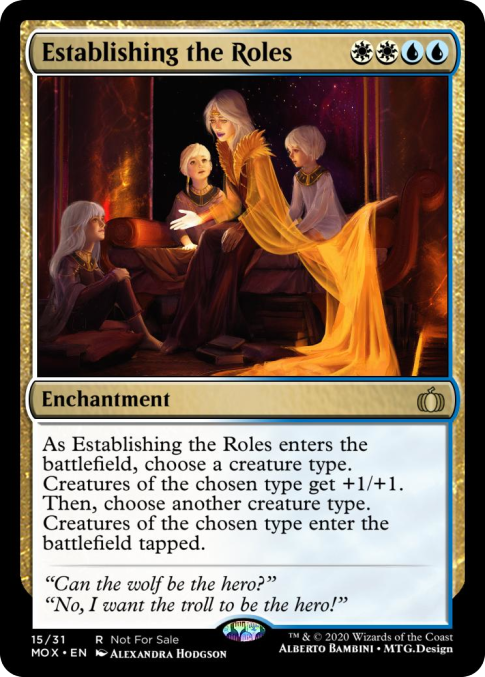 Establishing the Roles
Enchantment
As Establishing the Roles enters the
battlefield, choose a creature type.
Creatures of the chosen type get +1/+1.
Then, choose another creature type.
Creatures of the chosen type enter the
battlefield tapped.
“Can the wolf be the hero?”
“No, I want the troll to be the hero!”
15/31 R Not For Sale
MOX • EN Alexandra Hodgson
™ & © 2020 Wizards of the Coast
Alberto Bambini • MTG.Design